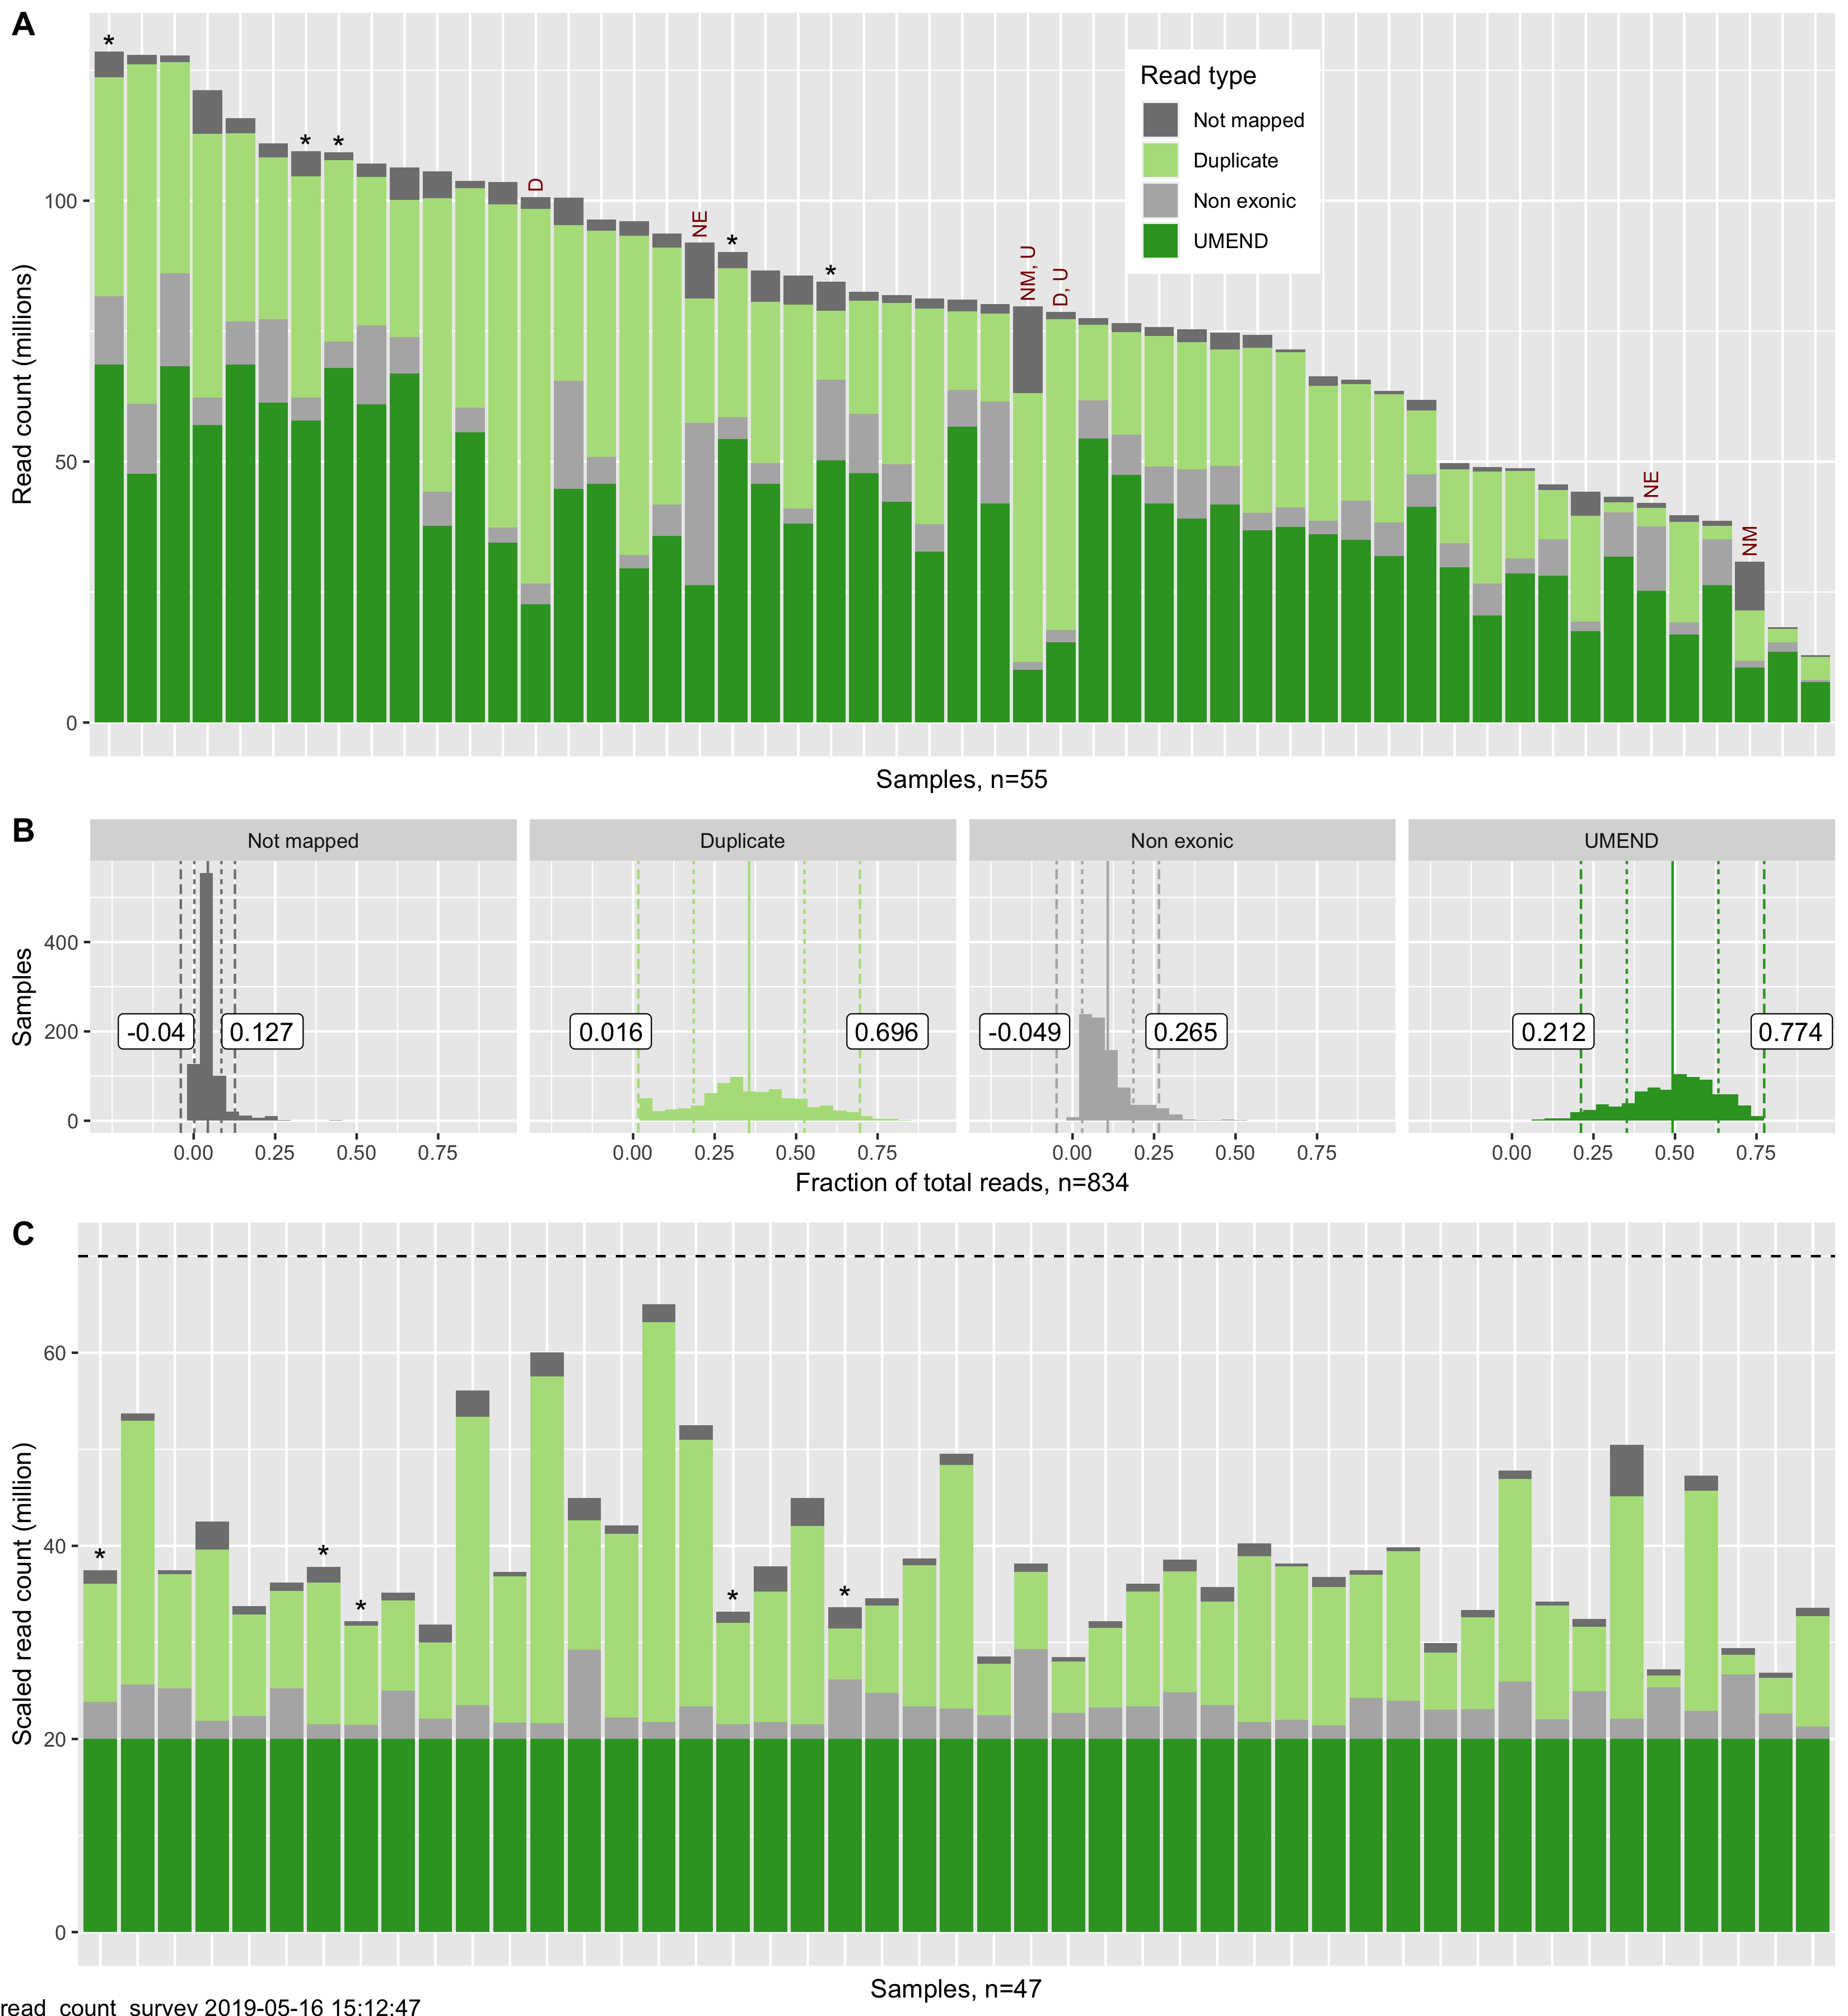 A
*
* *
D
NE
*
*
NM, U
D, U
NE
NM
Read type
Not mapped
Duplicate
Non exonic
UMEND
Read count (millions)
100
50
0
Samples, n=55
B
Not mapped
Duplicate
Non exonic
UMEND
Samples
400
200
0
-0.04
0.127
0.016
0.696
-0.049
0.265
0.212
0.774
0.00 0.25 0.50 0.75
0.00 0.25 0.50 0.75
0.00 0.25 0.50 0.75
0.00 0.25 0.50 0.75
Fraction of total reads, n=834
C
Scaled read count (million)
60
40
20
0
*
*
*
*
*
Samples, n=47
read_count_survey 2019-05-16 15:12:47